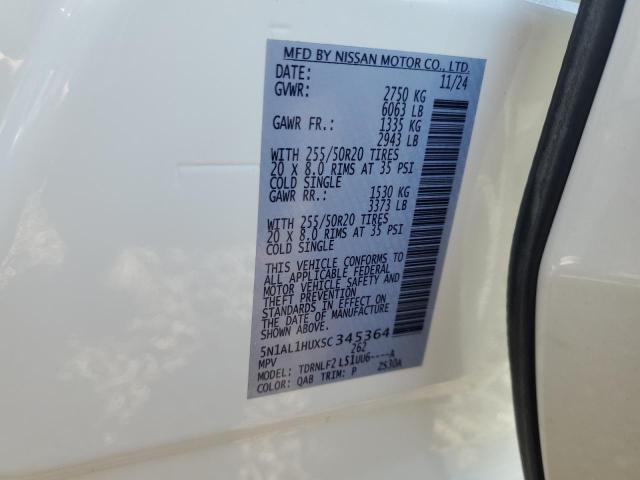 MFD BY NISSAN MOTOR CO., LTD.
DATE: 11/24
GVWR: 2750 KG
6063 LB
GAWR FR.: 1335 KG
2943 LB
WITH 255/50R20 TIRES
20 X 8.0 RIMS AT 35 PSI
COLD SINGLE
GAWR RR.: 1530 KG
3373 LB
WITH 255/50R20 TIRES
20 X 8.0 RIMS AT 35 PSI
COLD SINGLE
THIS VEHICLE CONFORMS TO
ALL APPLICABLE FEDERAL
MOTOR VEHICLE SAFETY AND
THEFT PREVENTION
STANDARDS IN EFFECT ON
THE DATE OF MANUFACTURE
SHOWN ABOVE.
5N1AL1HUXSC345364
MPV 262
MODEL: TDRNLF2 LS1UU6----A
COLOR: QAB TRIM: P 2S30A